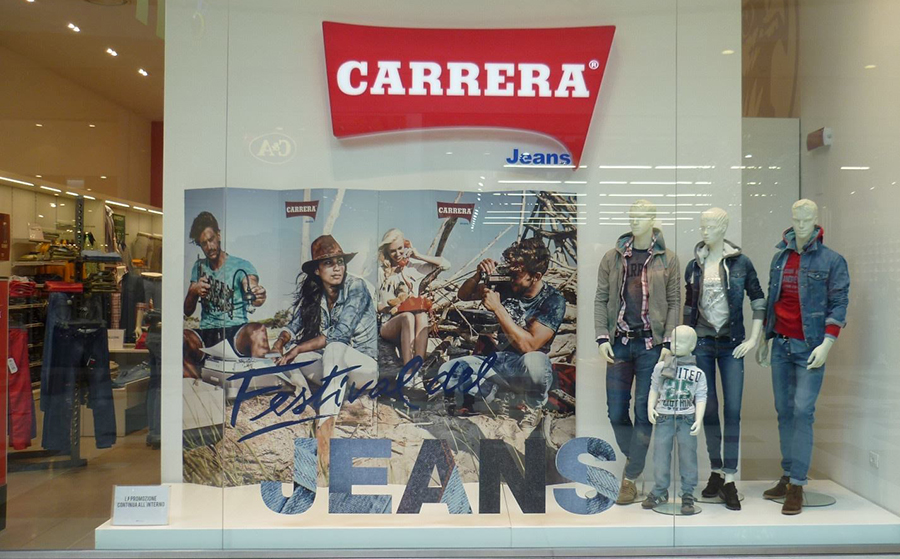 CARRERA®
Jeans
C&A
CARRERA
CARRERA
Festival del
JEANS
LA PROMOZIONE
CONTINUA ALL'INTERNO